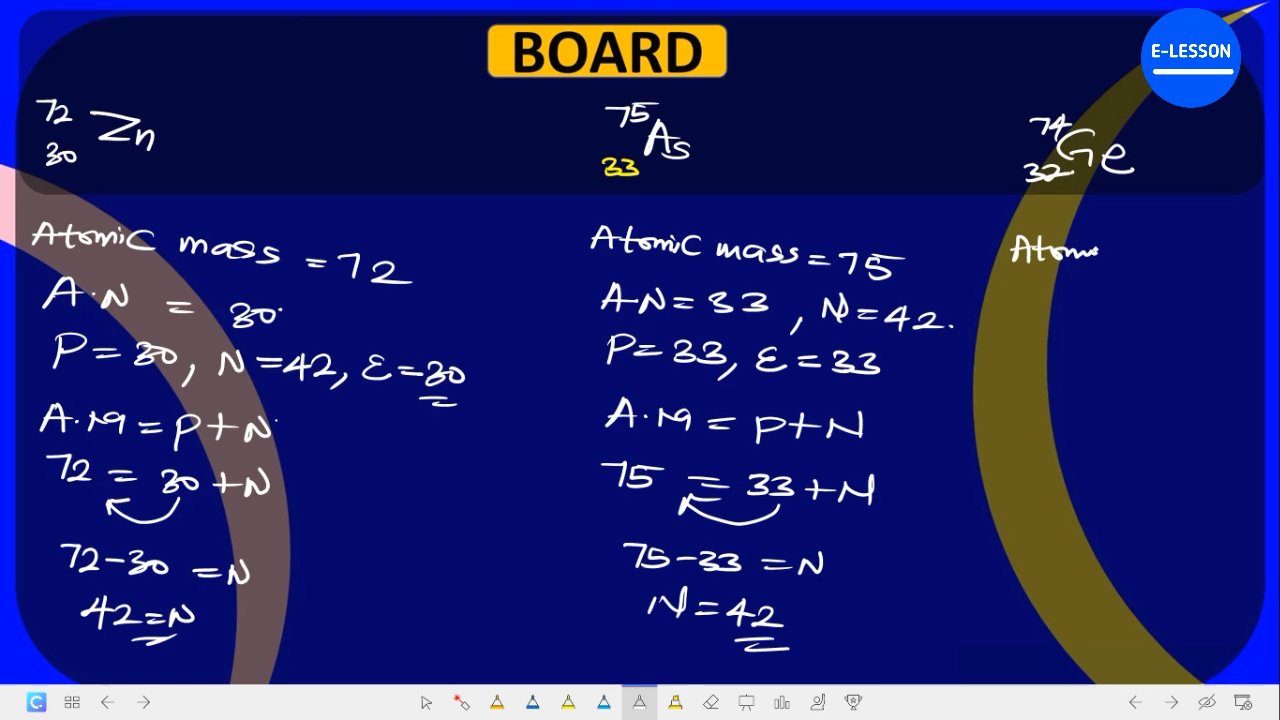 BOARD
E-LESSON
72
30 Zn
Atomic mass = 72
A.N = 30
P = 30, N = 42, E = 30
A.M = P + N
72 = 30 + N
72 - 30 = N
42 = N
75
33 As
Atomic mass = 75
A.N = 33, N = 42.
P = 33, E = 33
A.M = P + N
75 = 33 + N
75 - 33 = N
N = 42
74
32 Ge
Atomi